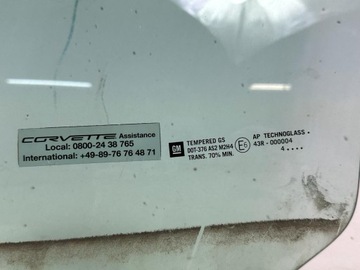 CORVETTE Assistance
Local: 0800-24 38 765
International: +49-89-76 76 48 71
GM
TEMPERED GS
DOT-376 AS2 M2H4
TRANS. 70% MIN.
E6
AP TECHNOGLASS •
43R - 000004
4 ....